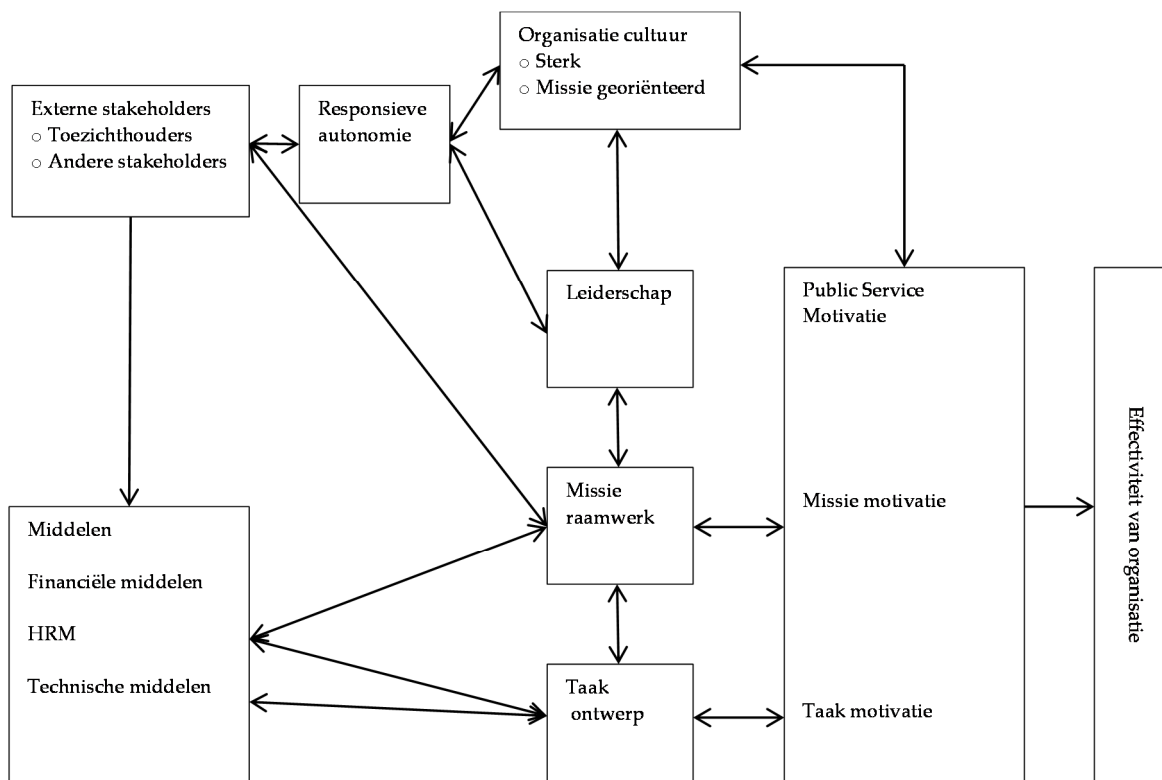 Organisatie cultuur
○ Sterk
○ Missie georiënteerd
Externe stakeholders
○ Toezichthouders
○ Andere stakeholders
Responsieve
autonomie
Leiderschap
Public Service
Motivatie
Missie
raamwerk
Missie motivatie
Effectiviteit van organisatie
Middelen
Financiële middelen
HRM
Technische middelen
Taak
ontwerp
Taak motivatie